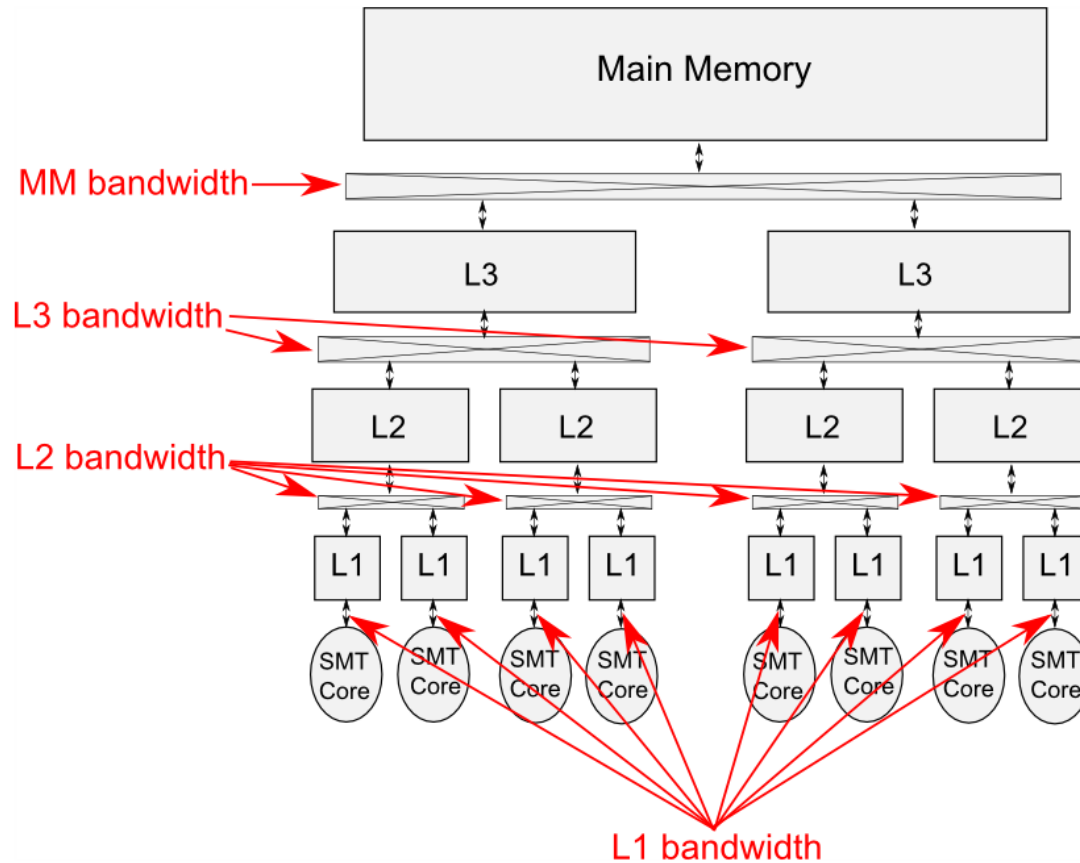 Main Memory
MM bandwidth
L3 L3
L3 bandwidth
L2 L2 L2 L2
L2 bandwidth
L1 L1 L1 L1 L1 L1 L1 L1
SMT SMT SMT SMT SMT SMT SMT SMT
Core Core Core Core Core Core Core Core
L1 bandwidth